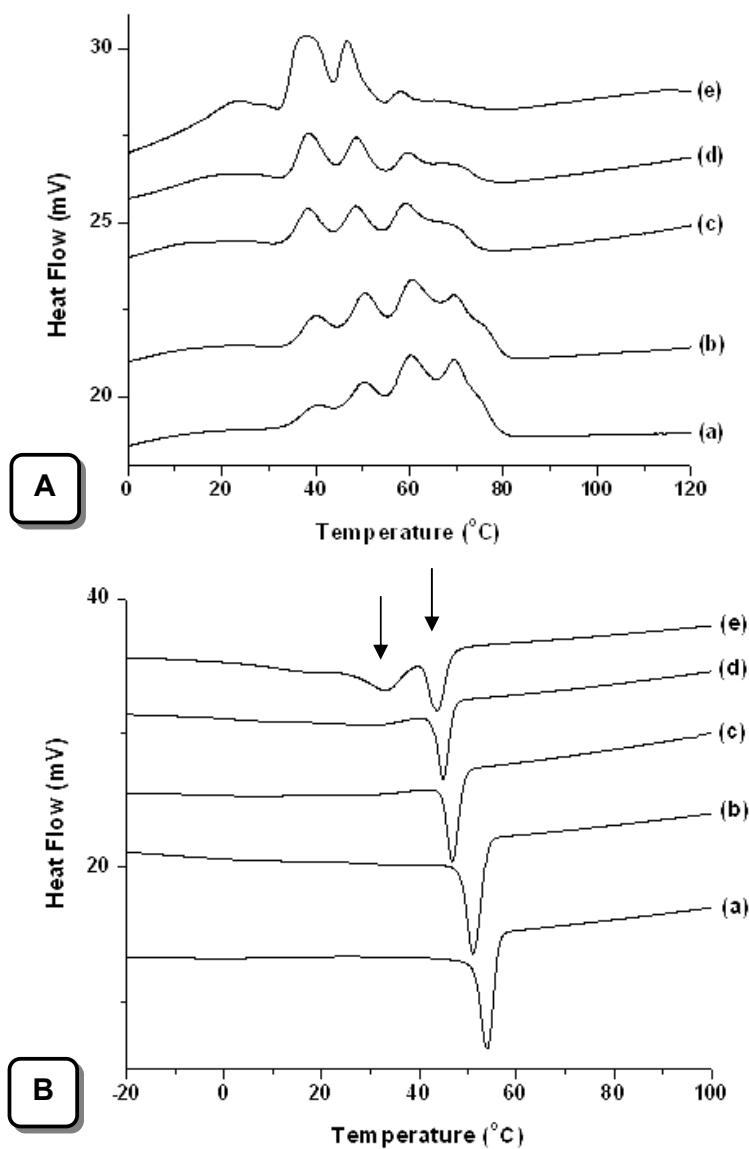 30
25
20
Heat Flow (mV)
(e)
(d)
(c)
(b)
(a)
A
0 20 40 60 80 100 120
Temperature (°C)
40
20
Heat Flow (mV)
(e)
(d)
(c)
(b)
(a)
B
-20 0 20 40 60 80 100
Temperature (°C)